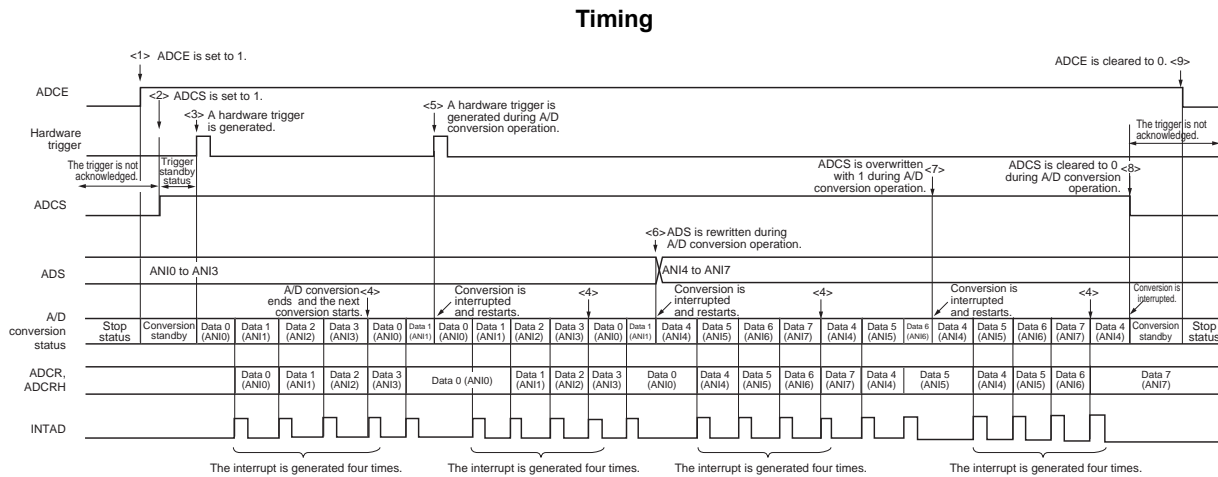 Timing
<1> ADCE is set to 1.
ADCE is cleared to 0. <9>
ADCE
<2> ADCS is set to 1.
<3> A hardware trigger
is generated.
<5> A hardware trigger is
generated during A/D
conversion operation.
Hardware
trigger
The trigger is not
acknowledged.
The trigger is not
acknowledged.
Trigger
standby
status
ADCS is overwritten
with 1 during A/D <7>
conversion operation.
ADCS is cleared to 0
during A/D conversion <8>
operation.
ADCS
<6> ADS is rewritten during
A/D conversion operation.
ADS
ANI0 to ANI3
ANI4 to ANI7
A/D conversion <4>
ends and the next
conversion starts.
Conversion is
interrupted
and restarts.
<4>
Conversion is
interrupted
and restarts.
<4>
Conversion is
interrupted
and restarts.
<4>
Conversion is
interrupted.
A/D
conversion
status
Stop
status
Conversion
standby
Data 0
(ANI0)
Data 1
(ANI1)
Data 2
(ANI2)
Data 3
(ANI3)
Data 0
(ANI0)
Data 1
(ANI1)
Data 0
(ANI0)
Data 1
(ANI1)
Data 2
(ANI2)
Data 3
(ANI3)
Data 0
(ANI0)
Data 1
(ANI1)
Data 4
(ANI4)
Data 5
(ANI5)
Data 6
(ANI6)
Data 7
(ANI7)
Data 4
(ANI4)
Data 5
(ANI5)
Data 6
(ANI6)
Data 4
(ANI4)
Data 5
(ANI5)
Data 6
(ANI6)
Data 7
(ANI7)
Data 4
(ANI4)
Conversion
standby
Stop
status
ADCR,
ADCRH
Data 0
(ANI0)
Data 1
(ANI1)
Data 2
(ANI2)
Data 3
(ANI3)
Data 0 (ANI0)
Data 1
(ANI1)
Data 2
(ANI2)
Data 3
(ANI3)
Data 0
(ANI0)
Data 4
(ANI4)
Data 5
(ANI5)
Data 6
(ANI6)
Data 7
(ANI7)
Data 4
(ANI4)
Data 5
(ANI5)
Data 4
(ANI4)
Data 5
(ANI5)
Data 6
(ANI6)
Data 7
(ANI7)
INTAD
The interrupt is generated four times.
The interrupt is generated four times.
The interrupt is generated four times.
The interrupt is generated four times.